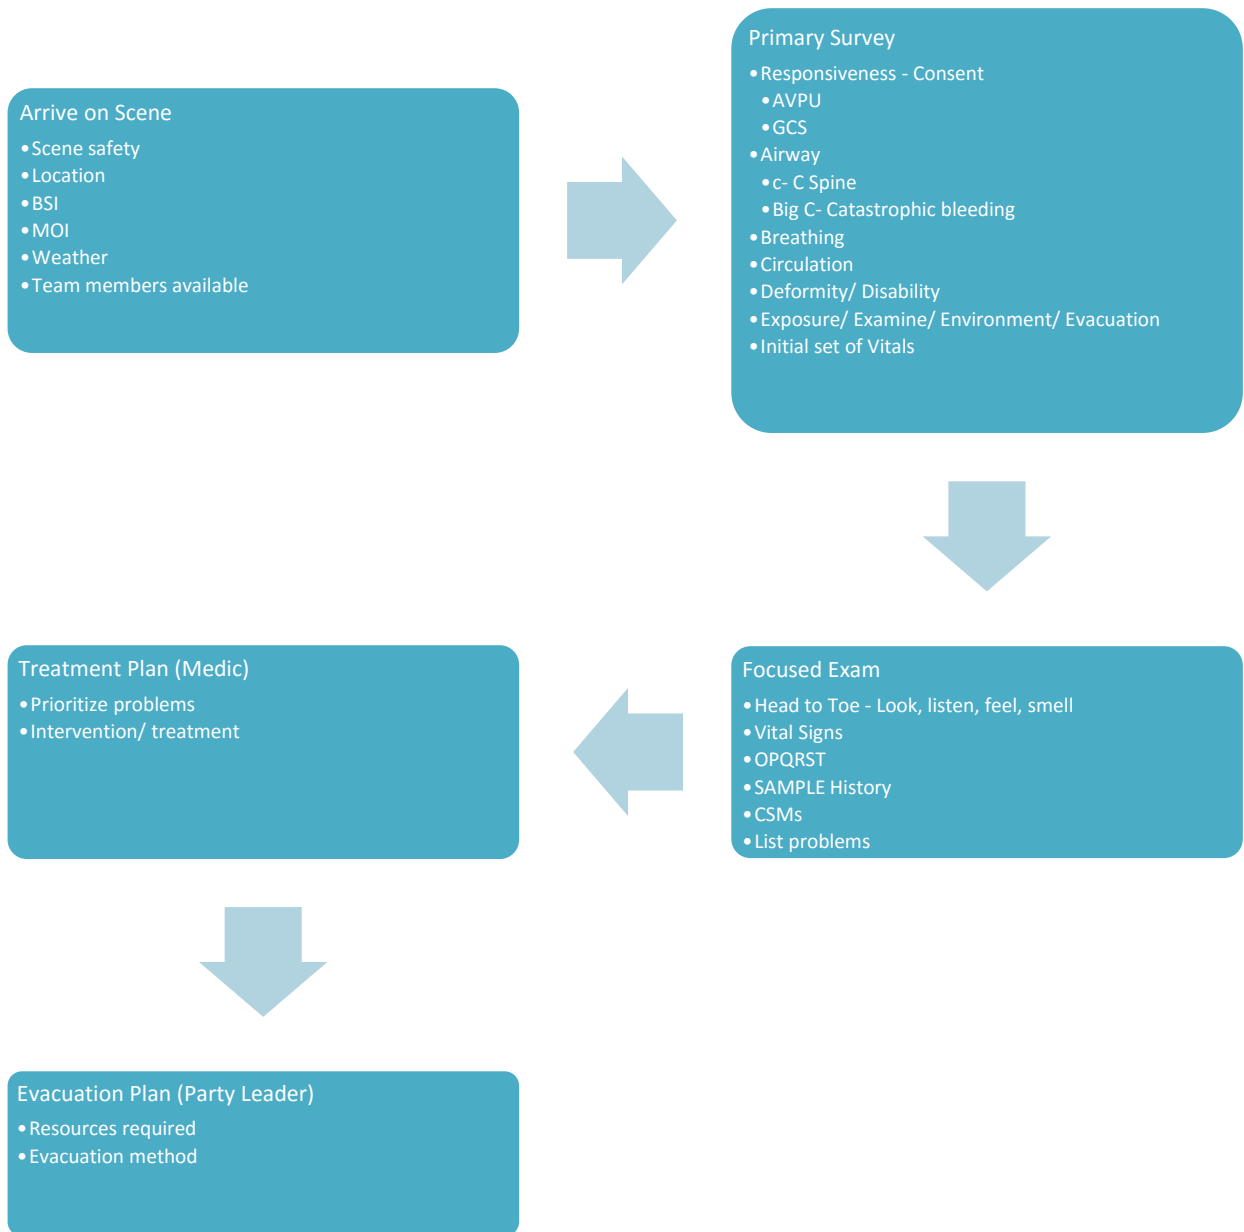 Arrive on Scene
•Scene safety
•Location
•BSI
•MOI
•Weather
•Team members available
Primary Survey
•Responsiveness - Consent
•AVPU
•GCS
•Airway
•c- C Spine
•Big C- Catastrophic bleeding
•Breathing
•Circulation
•Deformity/ Disability
•Exposure/ Examine/ Environment/ Evacuation
•Initial set of Vitals
Focused Exam
•Head to Toe - Look, listen, feel, smell
•Vital Signs
•OPQRST
•SAMPLE History
•CSMs
•List problems
Treatment Plan (Medic)
•Prioritize problems
•Intervention/ treatment
Evacuation Plan (Party Leader)
•Resources required
•Evacuation method